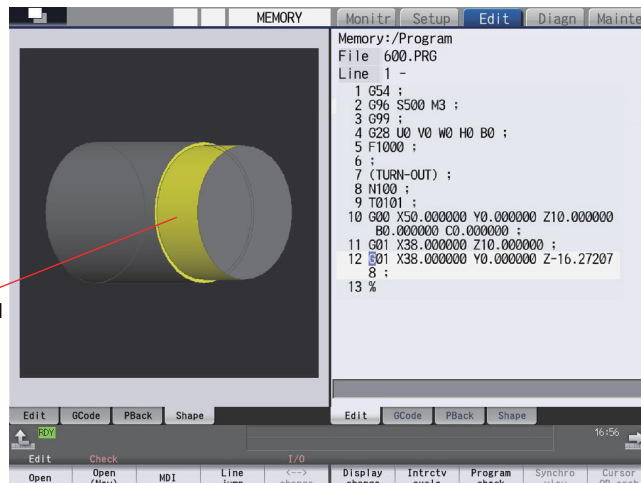 MEMORY
Monitr Setup Edit Diagn Mainte
Memory:/Program
File 600.PRG
Line 1 -
1 G54 ;
2 G96 S500 M3 ;
3 G99 ;
4 G28 U0 V0 W0 H0 B0 ;
5 F1000 ;
6 ;
7 (TURN-OUT) ;
8 N100 ;
9 T0101 ;
10 G00 X50.000000 Y0.000000 Z10.000000
B0.000000 C0.000000 ;
11 G01 X38.000000 Z10.000000 ;
12 G01 X38.000000 Y0.000000 Z-16.27207
8 ;
13 %
Edit GCode PBack Shape
Edit GCode PBack Shape
RDY
16:56
Edit Check I/O
Open Open (New) MDI Line jump <--> change Display change Intrctv cycle Program check Synchro view Cursor